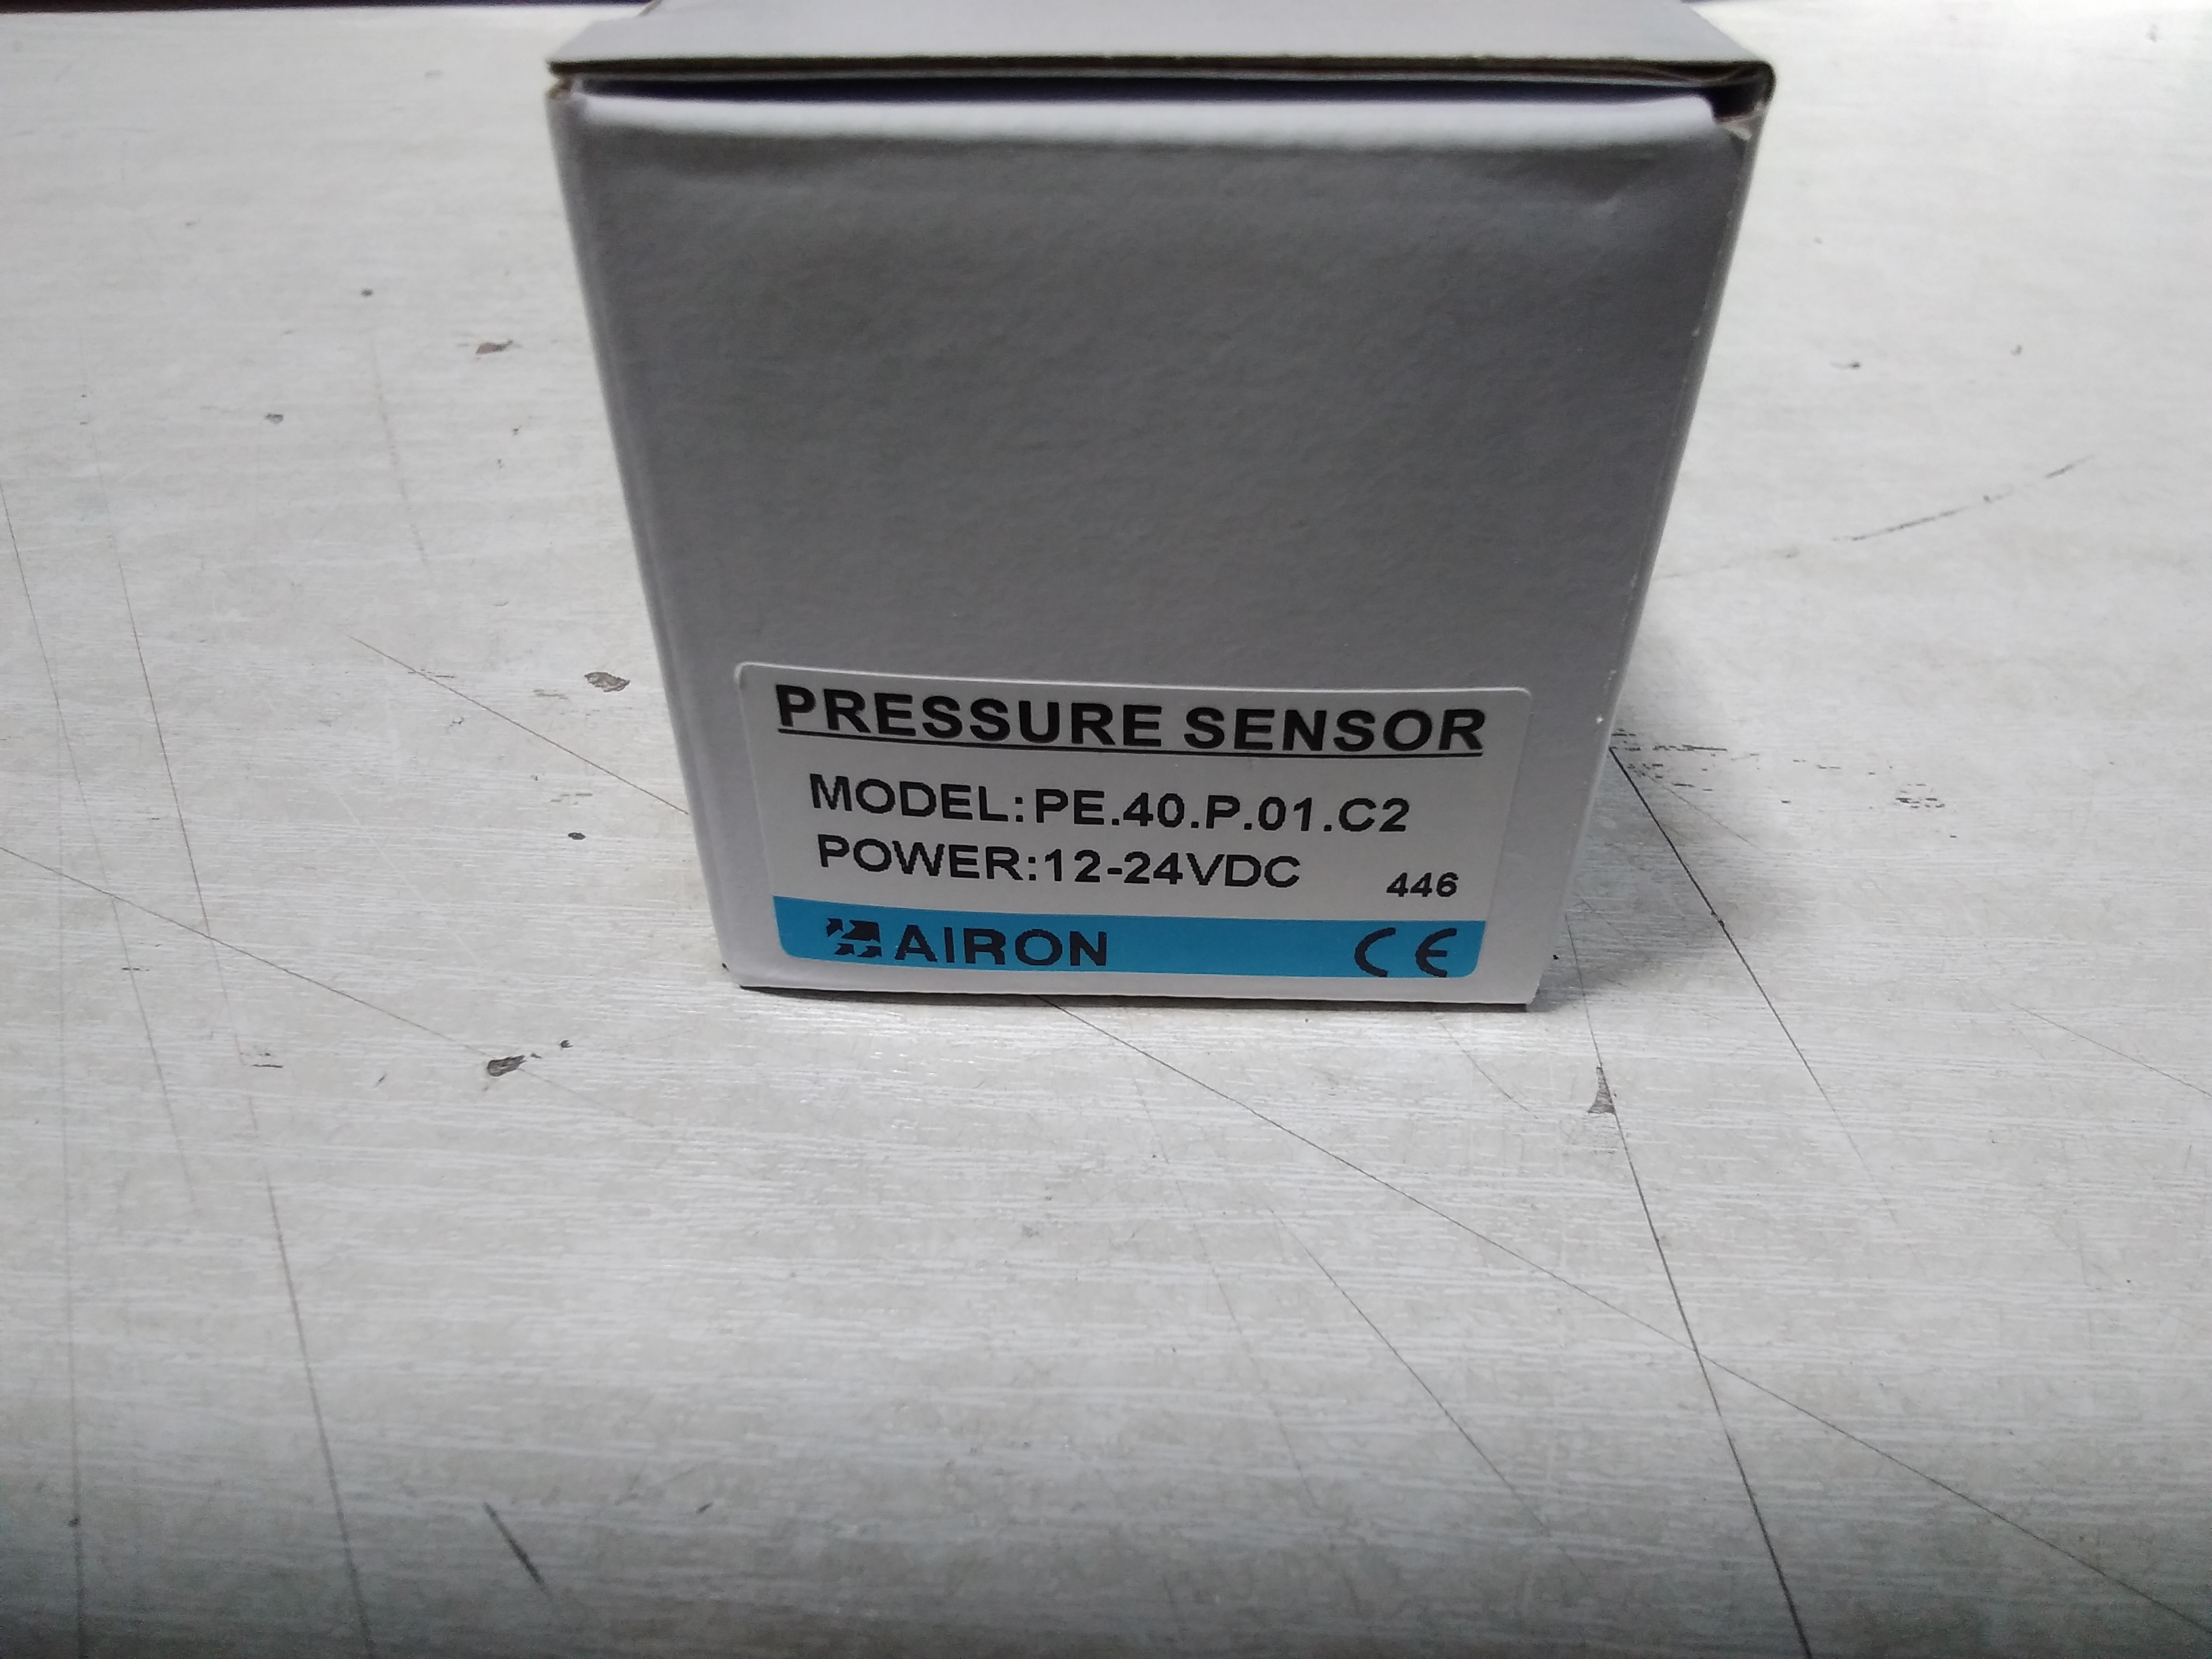 PRESSURE SENSOR
MODEL:PE.40.P.01.C2
POWER:12-24VDC 446
AIRON CE